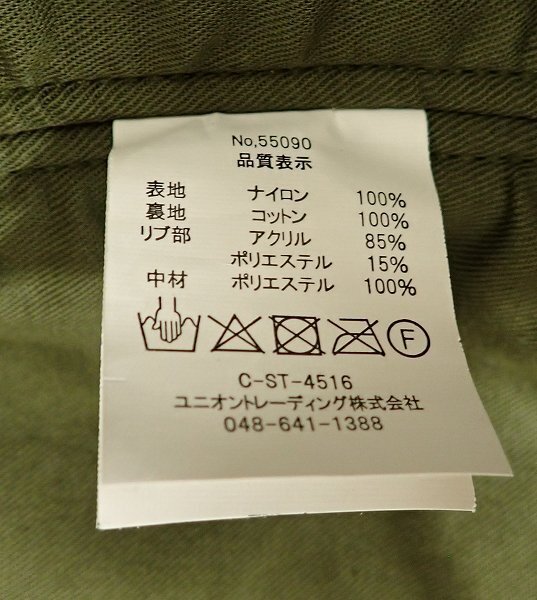 No,55090
品質表示
表地 ナイロン 100%
裏地 コットン 100%
リブ部 アクリル 85%
ポリエステル 15%
中材 ポリエステル 100%
F
C-ST-4516
ユニオントレーディング株式会社
048-641-1388